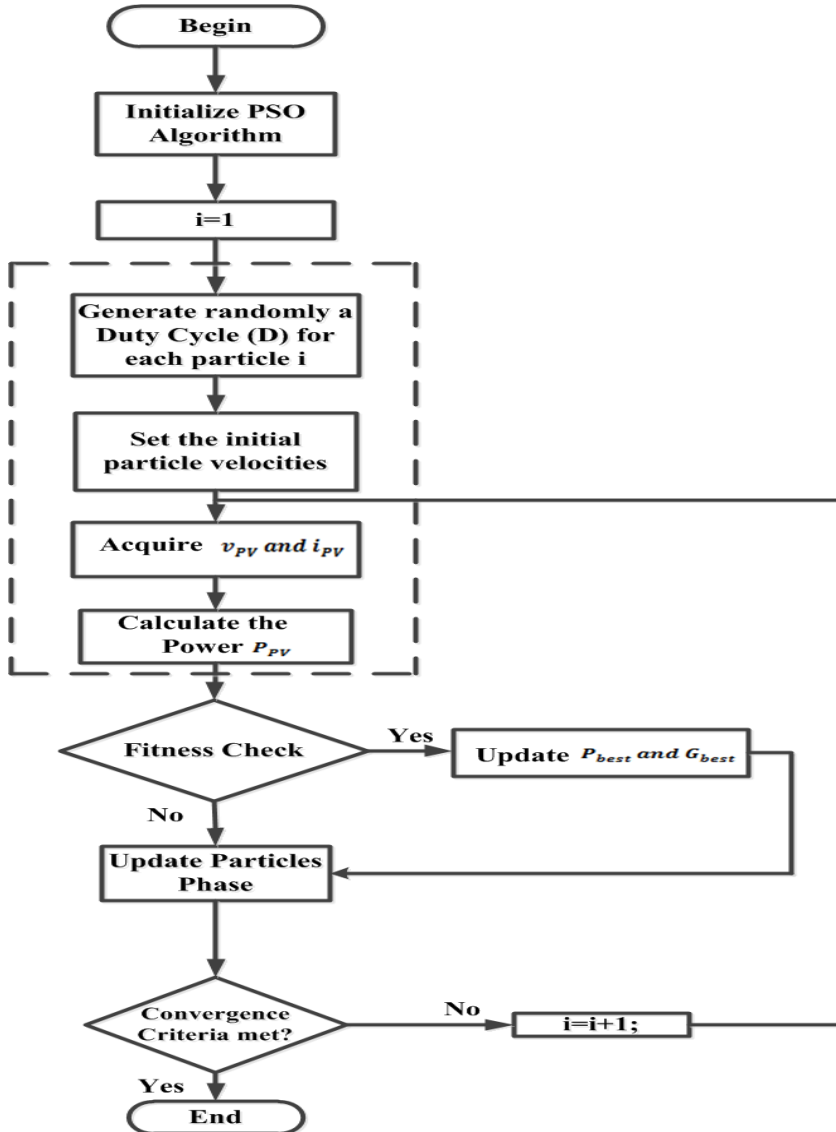 Begin
Initialize PSO
Algorithm
i=1
Generate randomly a
Duty Cycle (D) for
each particle i
Set the initial
particle velocities
Acquire v_PV and i_PV
Calculate the
Power P_PV
Fitness Check
Yes
Update P_best and G_best
No
Update Particles
Phase
Convergence
Criteria met?
No
i=i+1;
Yes
End